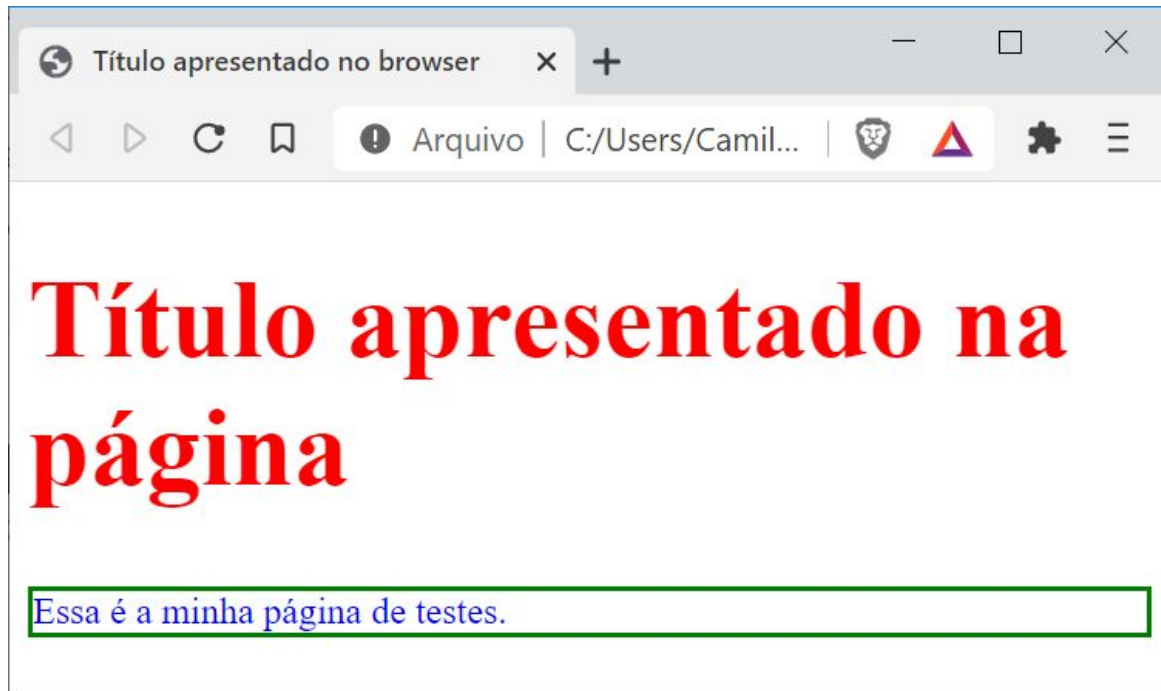 Título apresentado no browser
Arquivo | C:/Users/Camil...
Título apresentado na
página
Essa é a minha página de testes.